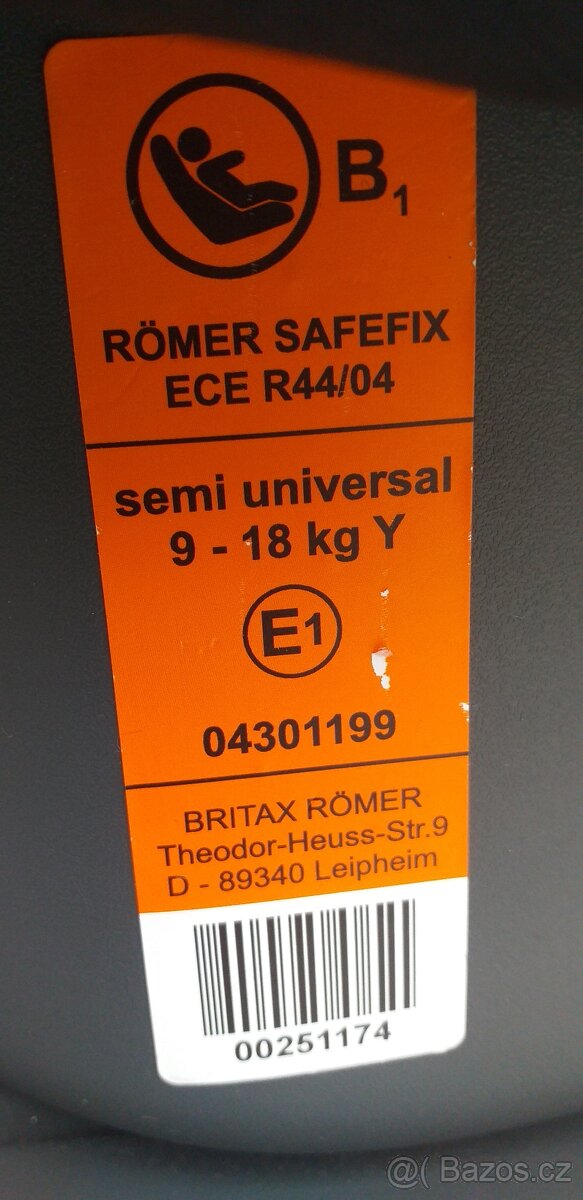 B1
RÖMER SAFEFIX
ECE R44/04
semi universal
9 - 18 kg Y
E1
04301199
BRITAX RÖMER
Theodor-Heuss-Str.9
D - 89340 Leipheim
00251174
@( Bazos.cz